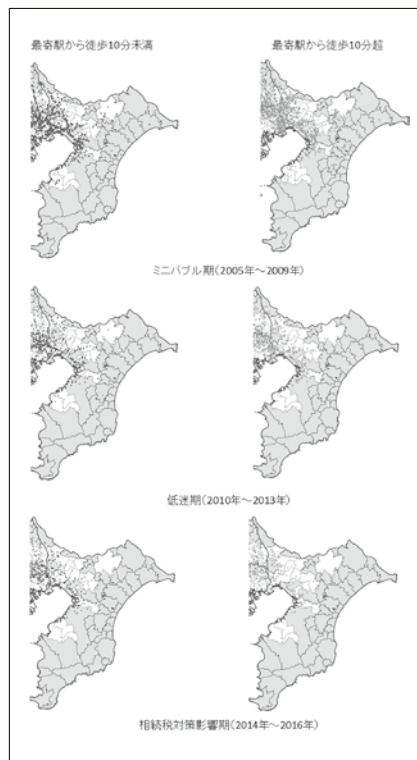 最寄駅から徒歩10分未満
最寄駅から徒歩10分超
ミニバブル期(2005年~2009年)
低迷期(2010年~2013年)
相続税対策影響期(2014年~2016年)